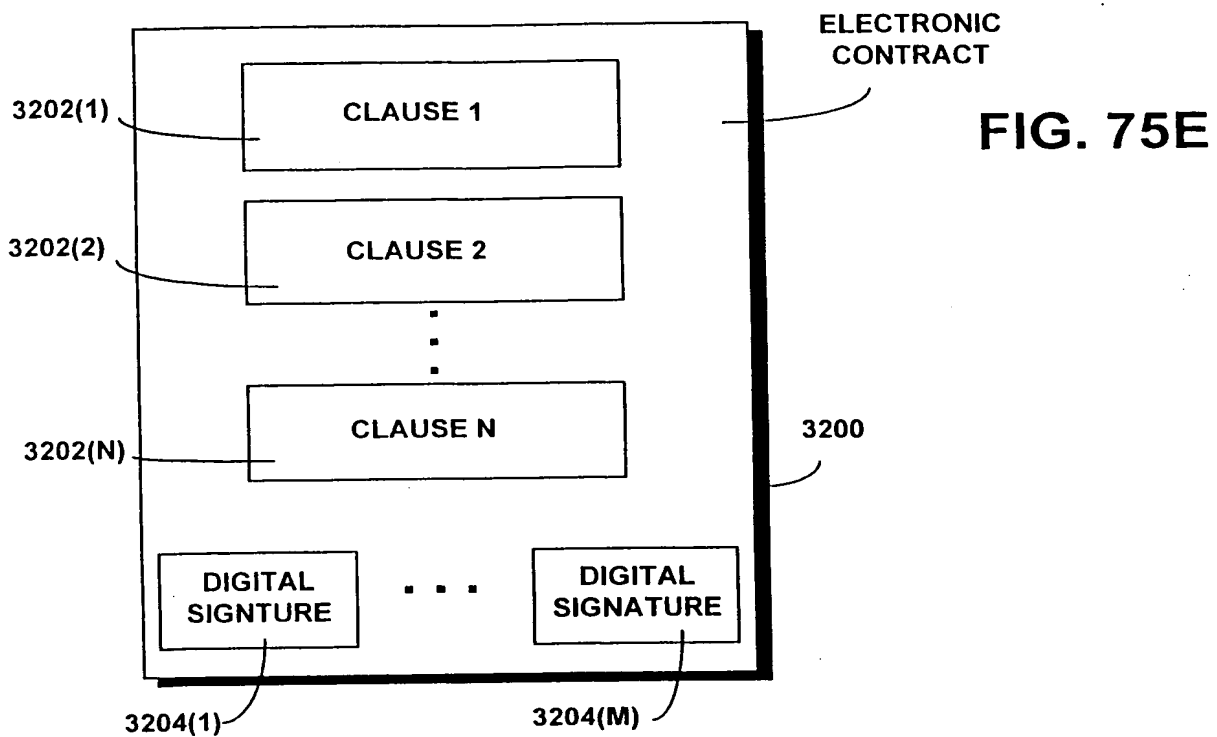 ELECTRONIC
CONTRACT
FIG. 75E
3202(1)
CLAUSE 1
3202(2)
CLAUSE 2
3202(N)
CLAUSE N
3200
DIGITAL
SIGNTURE
DIGITAL
SIGNATURE
3204(1)
3204(M)